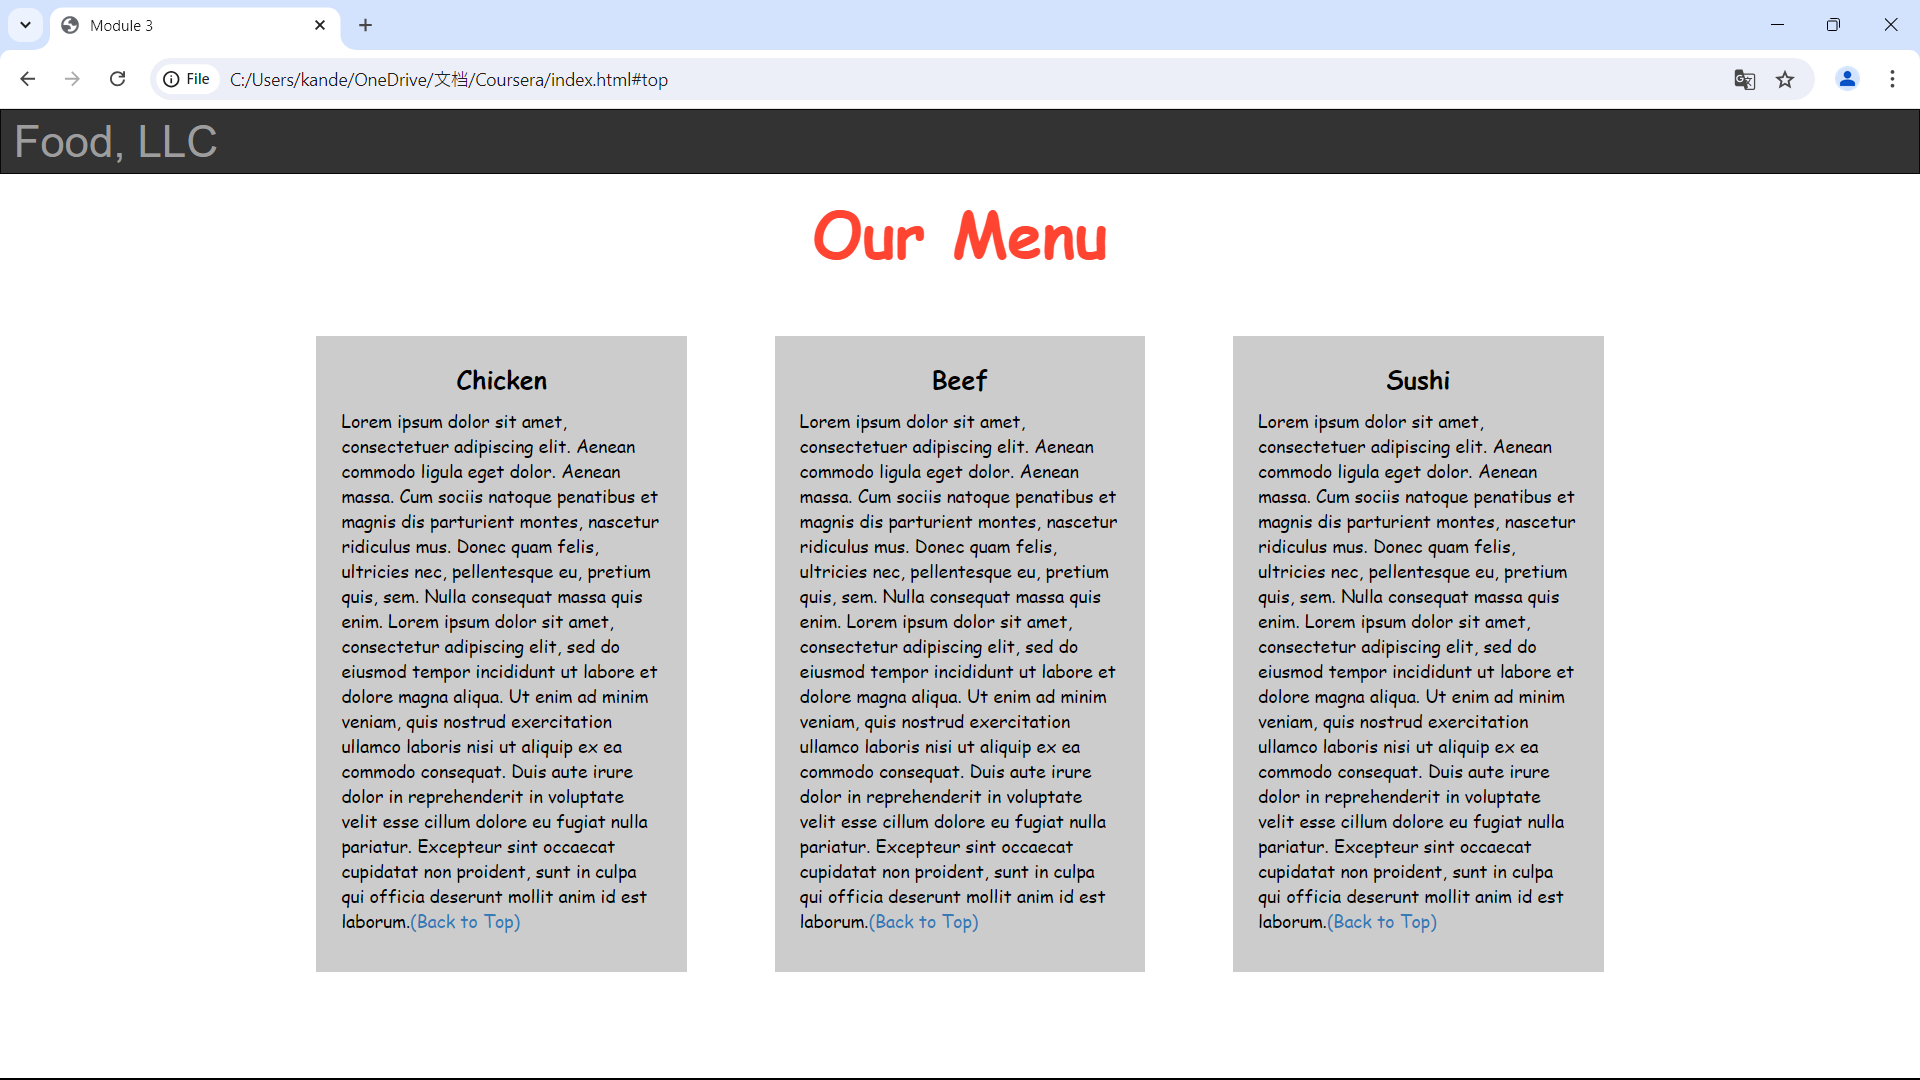 Module 3
File
C:/Users/kande/OneDrive/文档/Coursera/index.html#top
Food, LLC
Our Menu
Chicken
Lorem ipsum dolor sit amet,
consectetuer adipiscing elit. Aenean
commodo ligula eget dolor. Aenean
massa. Cum sociis natoque penatibus et
magnis dis parturient montes, nascetur
ridiculus mus. Donec quam felis,
ultricies nec, pellentesque eu, pretium
quis, sem. Nulla consequat massa quis
enim. Lorem ipsum dolor sit amet,
consectetur adipiscing elit, sed do
eiusmod tempor incididunt ut labore et
dolore magna aliqua. Ut enim ad minim
veniam, quis nostrud exercitation
ullamco laboris nisi ut aliquip ex ea
commodo consequat. Duis aute irure
dolor in reprehenderit in voluptate
velit esse cillum dolore eu fugiat nulla
pariatur. Excepteur sint occaecat
cupidatat non proident, sunt in culpa
qui officia deserunt mollit anim id est
laborum.(Back to Top)
Beef
Lorem ipsum dolor sit amet,
consectetuer adipiscing elit. Aenean
commodo ligula eget dolor. Aenean
massa. Cum sociis natoque penatibus et
magnis dis parturient montes, nascetur
ridiculus mus. Donec quam felis,
ultricies nec, pellentesque eu, pretium
quis, sem. Nulla consequat massa quis
enim. Lorem ipsum dolor sit amet,
consectetur adipiscing elit, sed do
eiusmod tempor incididunt ut labore et
dolore magna aliqua. Ut enim ad minim
veniam, quis nostrud exercitation
ullamco laboris nisi ut aliquip ex ea
commodo consequat. Duis aute irure
dolor in reprehenderit in voluptate
velit esse cillum dolore eu fugiat nulla
pariatur. Excepteur sint occaecat
cupidatat non proident, sunt in culpa
qui officia deserunt mollit anim id est
laborum.(Back to Top)
Sushi
Lorem ipsum dolor sit amet,
consectetuer adipiscing elit. Aenean
commodo ligula eget dolor. Aenean
massa. Cum sociis natoque penatibus et
magnis dis parturient montes, nascetur
ridiculus mus. Donec quam felis,
ultricies nec, pellentesque eu, pretium
quis, sem. Nulla consequat massa quis
enim. Lorem ipsum dolor sit amet,
consectetur adipiscing elit, sed do
eiusmod tempor incididunt ut labore et
dolore magna aliqua. Ut enim ad minim
veniam, quis nostrud exercitation
ullamco laboris nisi ut aliquip ex ea
commodo consequat. Duis aute irure
dolor in reprehenderit in voluptate
velit esse cillum dolore eu fugiat nulla
pariatur. Excepteur sint occaecat
cupidatat non proident, sunt in culpa
qui officia deserunt mollit anim id est
laborum.(Back to Top)